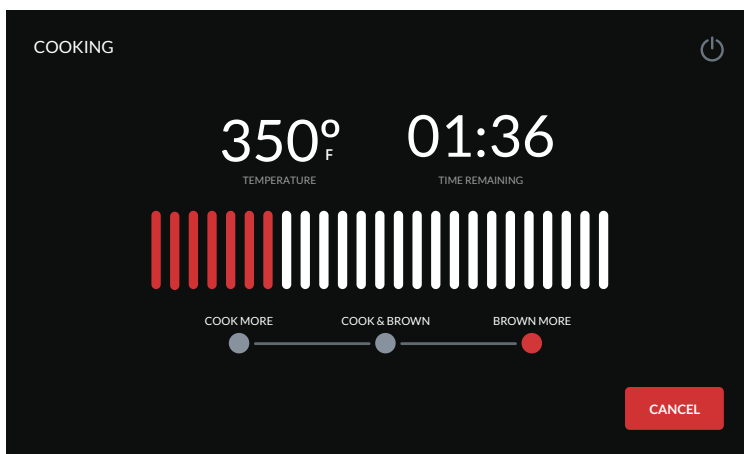 COOKING
350° F
01:36
TEMPERATURE
TIME REMAINING
COOK MORE
COOK & BROWN
BROWN MORE
CANCEL